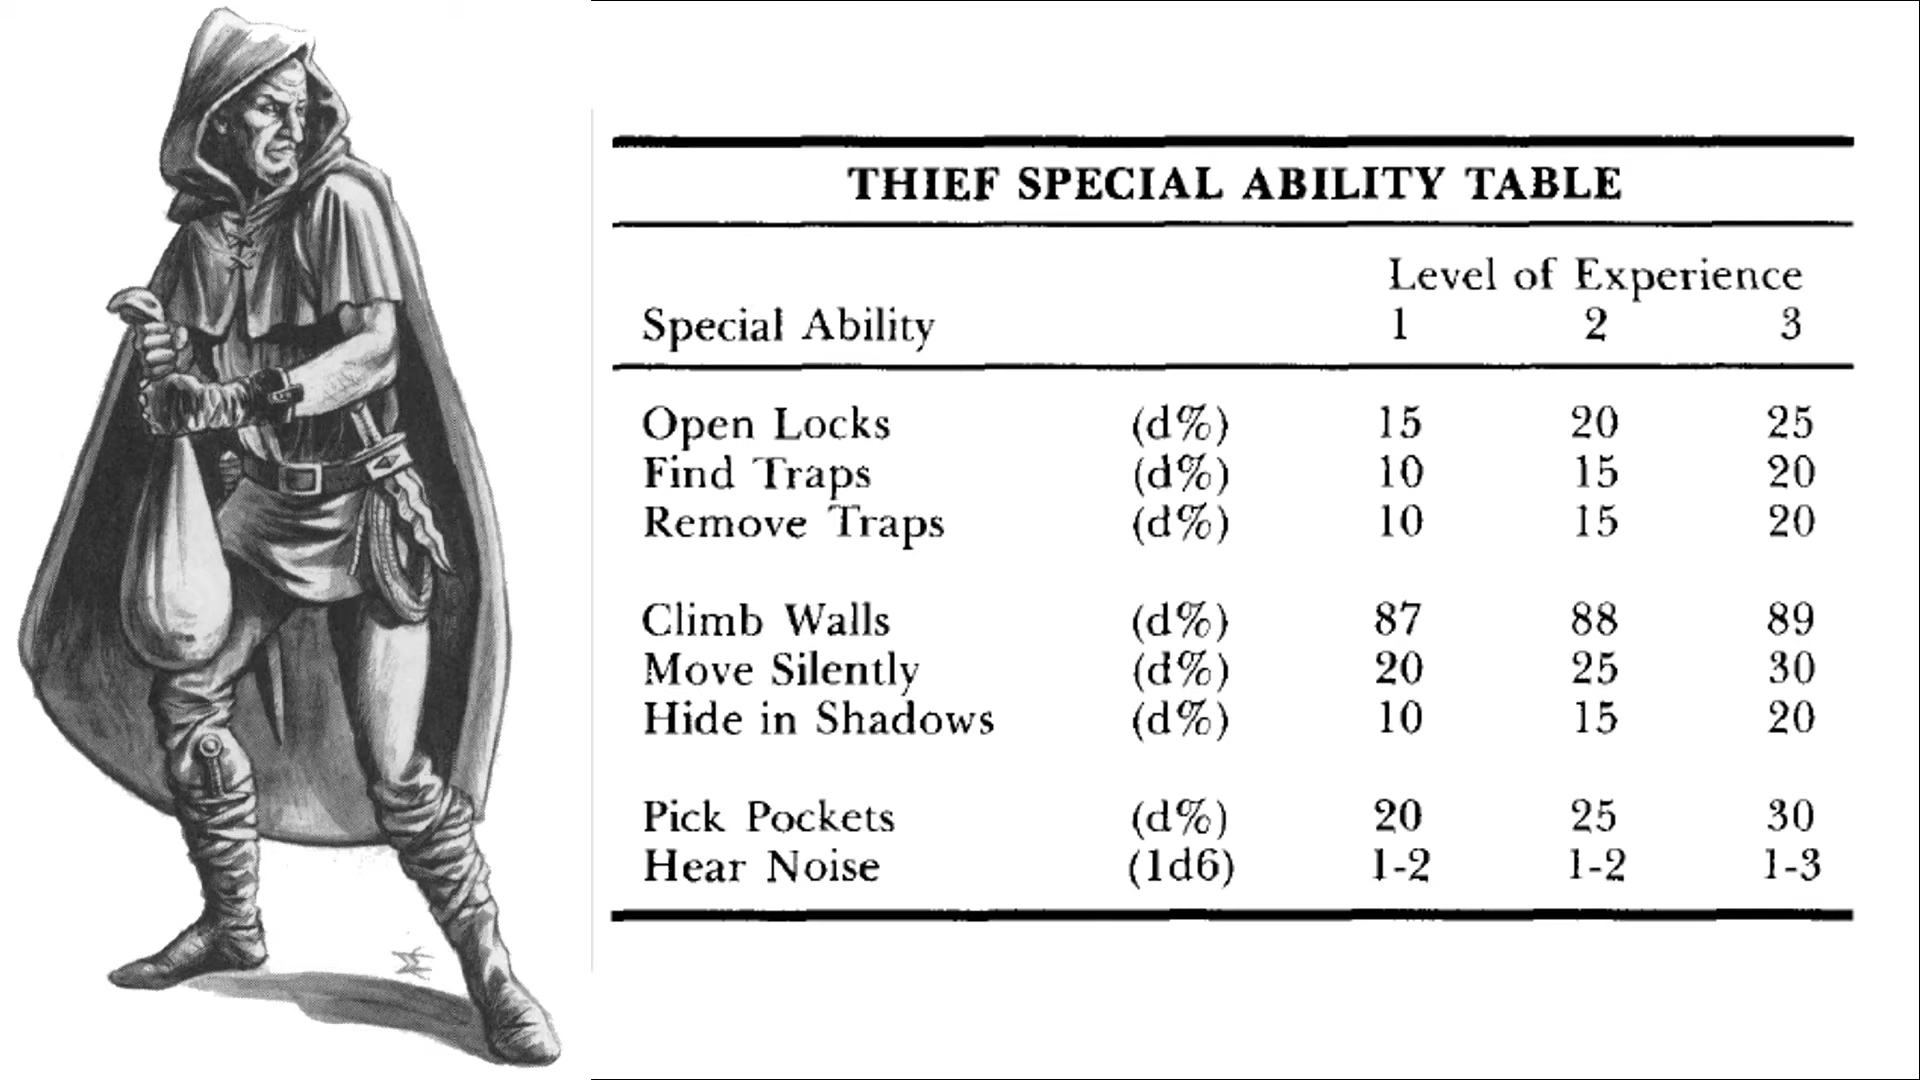 THIEF SPECIAL ABILITY TABLE
Level of Experience
Special Ability 1 2 3
Open Locks (d%) 15 20 25
Find Traps (d%) 10 15 20
Remove Traps (d%) 10 15 20
Climb Walls (d%) 87 88 89
Move Silently (d%) 20 25 30
Hide in Shadows (d%) 10 15 20
Pick Pockets (d%) 20 25 30
Hear Noise (1d6) 1-2 1-2 1-3